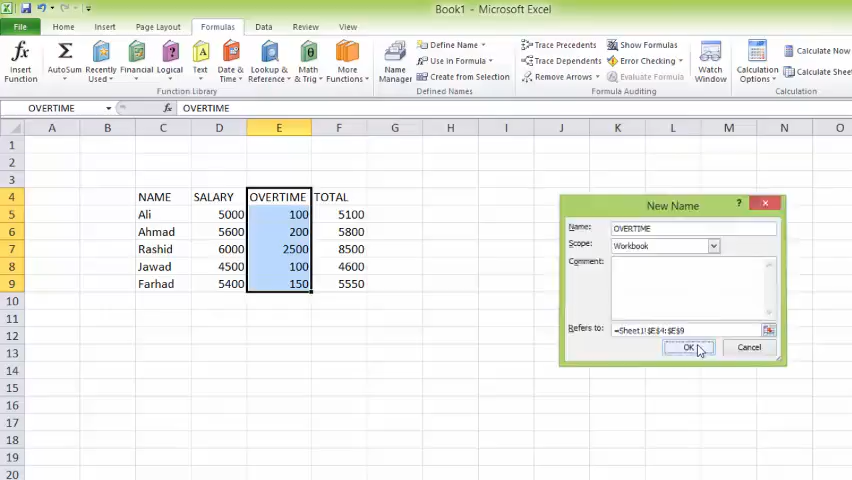 Book1 - Microsoft Excel
File Home Insert Page Layout Formulas Data Review View
fx Σ A θ
Insert Function
AutoSum
Recently Used
Financial
Logical
Text
Date & Time
Lookup & Reference
Math & Trig
More Functions
Function Library
Name Manager
Define Name
Use in Formula
Create from Selection
Defined Names
Trace Precedents
Trace Dependents
Remove Arrows
Show Formulas
Error Checking
Evaluate Formula
Formula Auditing
Watch Window
Calculation Options
Calculate Now
Calculate Shee
OVERTIME fx OVERTIME
A B C D E F G H I J K L M N O
1
2
3
4 NAME SALARY OVERTIME TOTAL
5 Ali 5000 100 5100
6 Ahmad 5600 200 5800
7 Rashid 6000 2500 8500
8 Jawad 4500 100 4600
9 Farhad 5400 150 5550
10
11
12
13
14
15
16
17
18
19
20
New Name ? x
Name: OVERTIME
Scope: Workbook
Comment:
Refers to: =Sheet1!$E$4:$E$9
OK Cancel